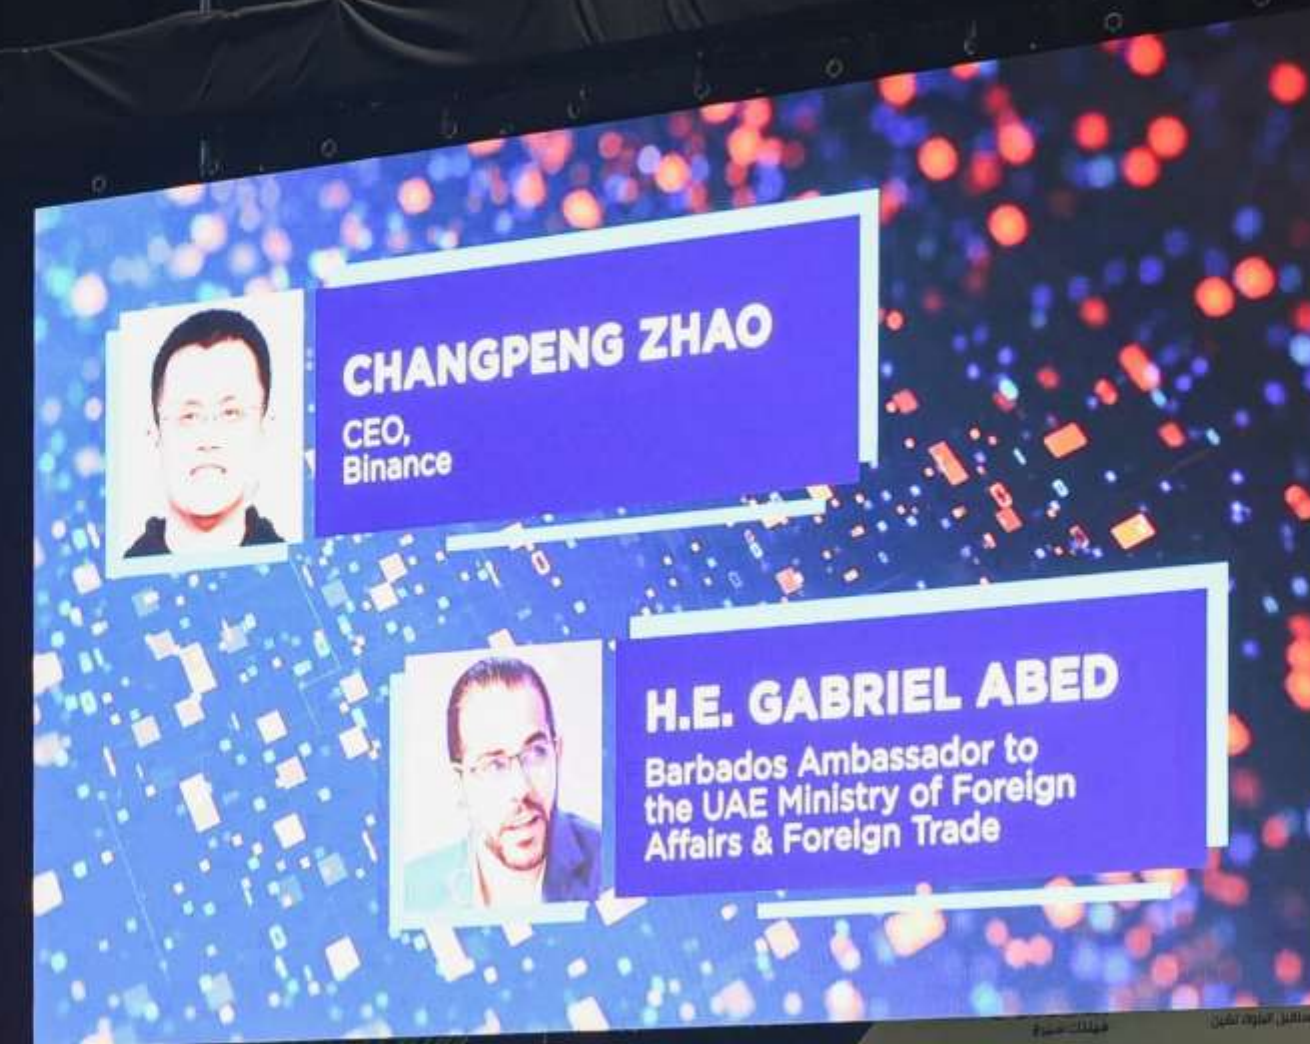 CHANGPENG ZHAO
CEO,
Binance
H.E. GABRIEL ABED
Barbados Ambassador to
the UAE Ministry of Foreign
Affairs & Foreign Trade